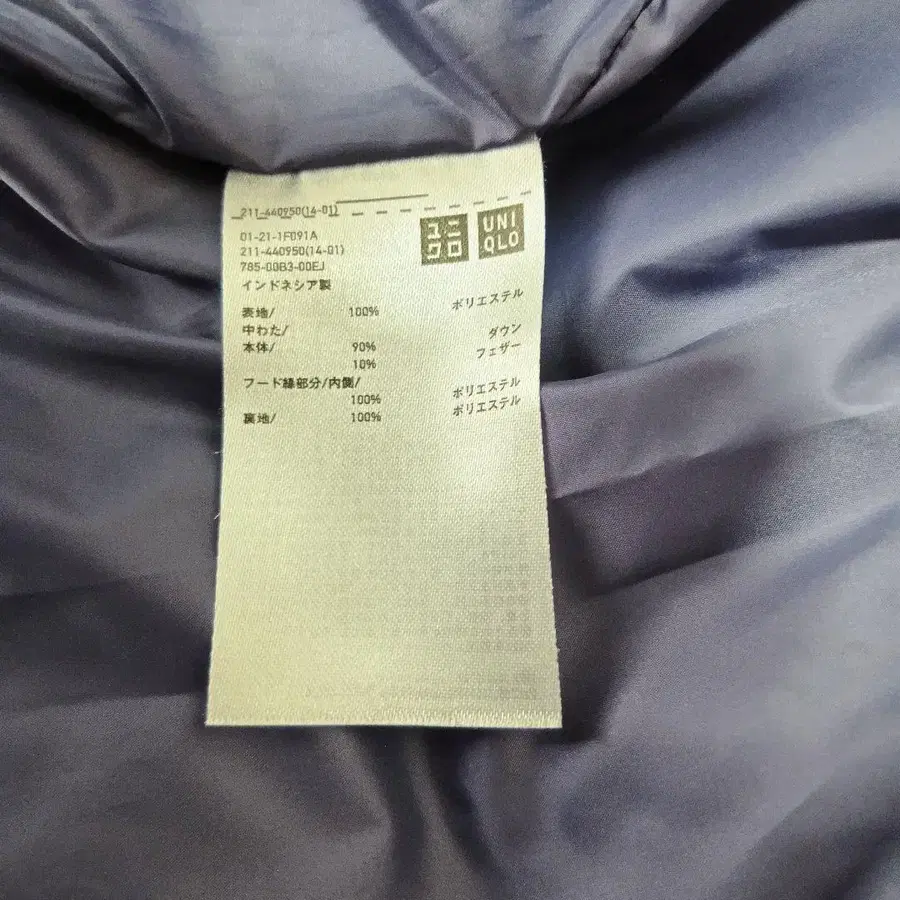 211-440950(14-01)
ユニ
クロ
UNI
QLO
01-21-1F091A
211-440950(14-01)
785-00B3-00EJ
インドネシア製
表地/ 100% ポリエステル
中わた/
本体/ 90% ダウン
10% フェザー
フード縁部分/内側/
100% ポリエステル
裏地/ 100% ポリエステル